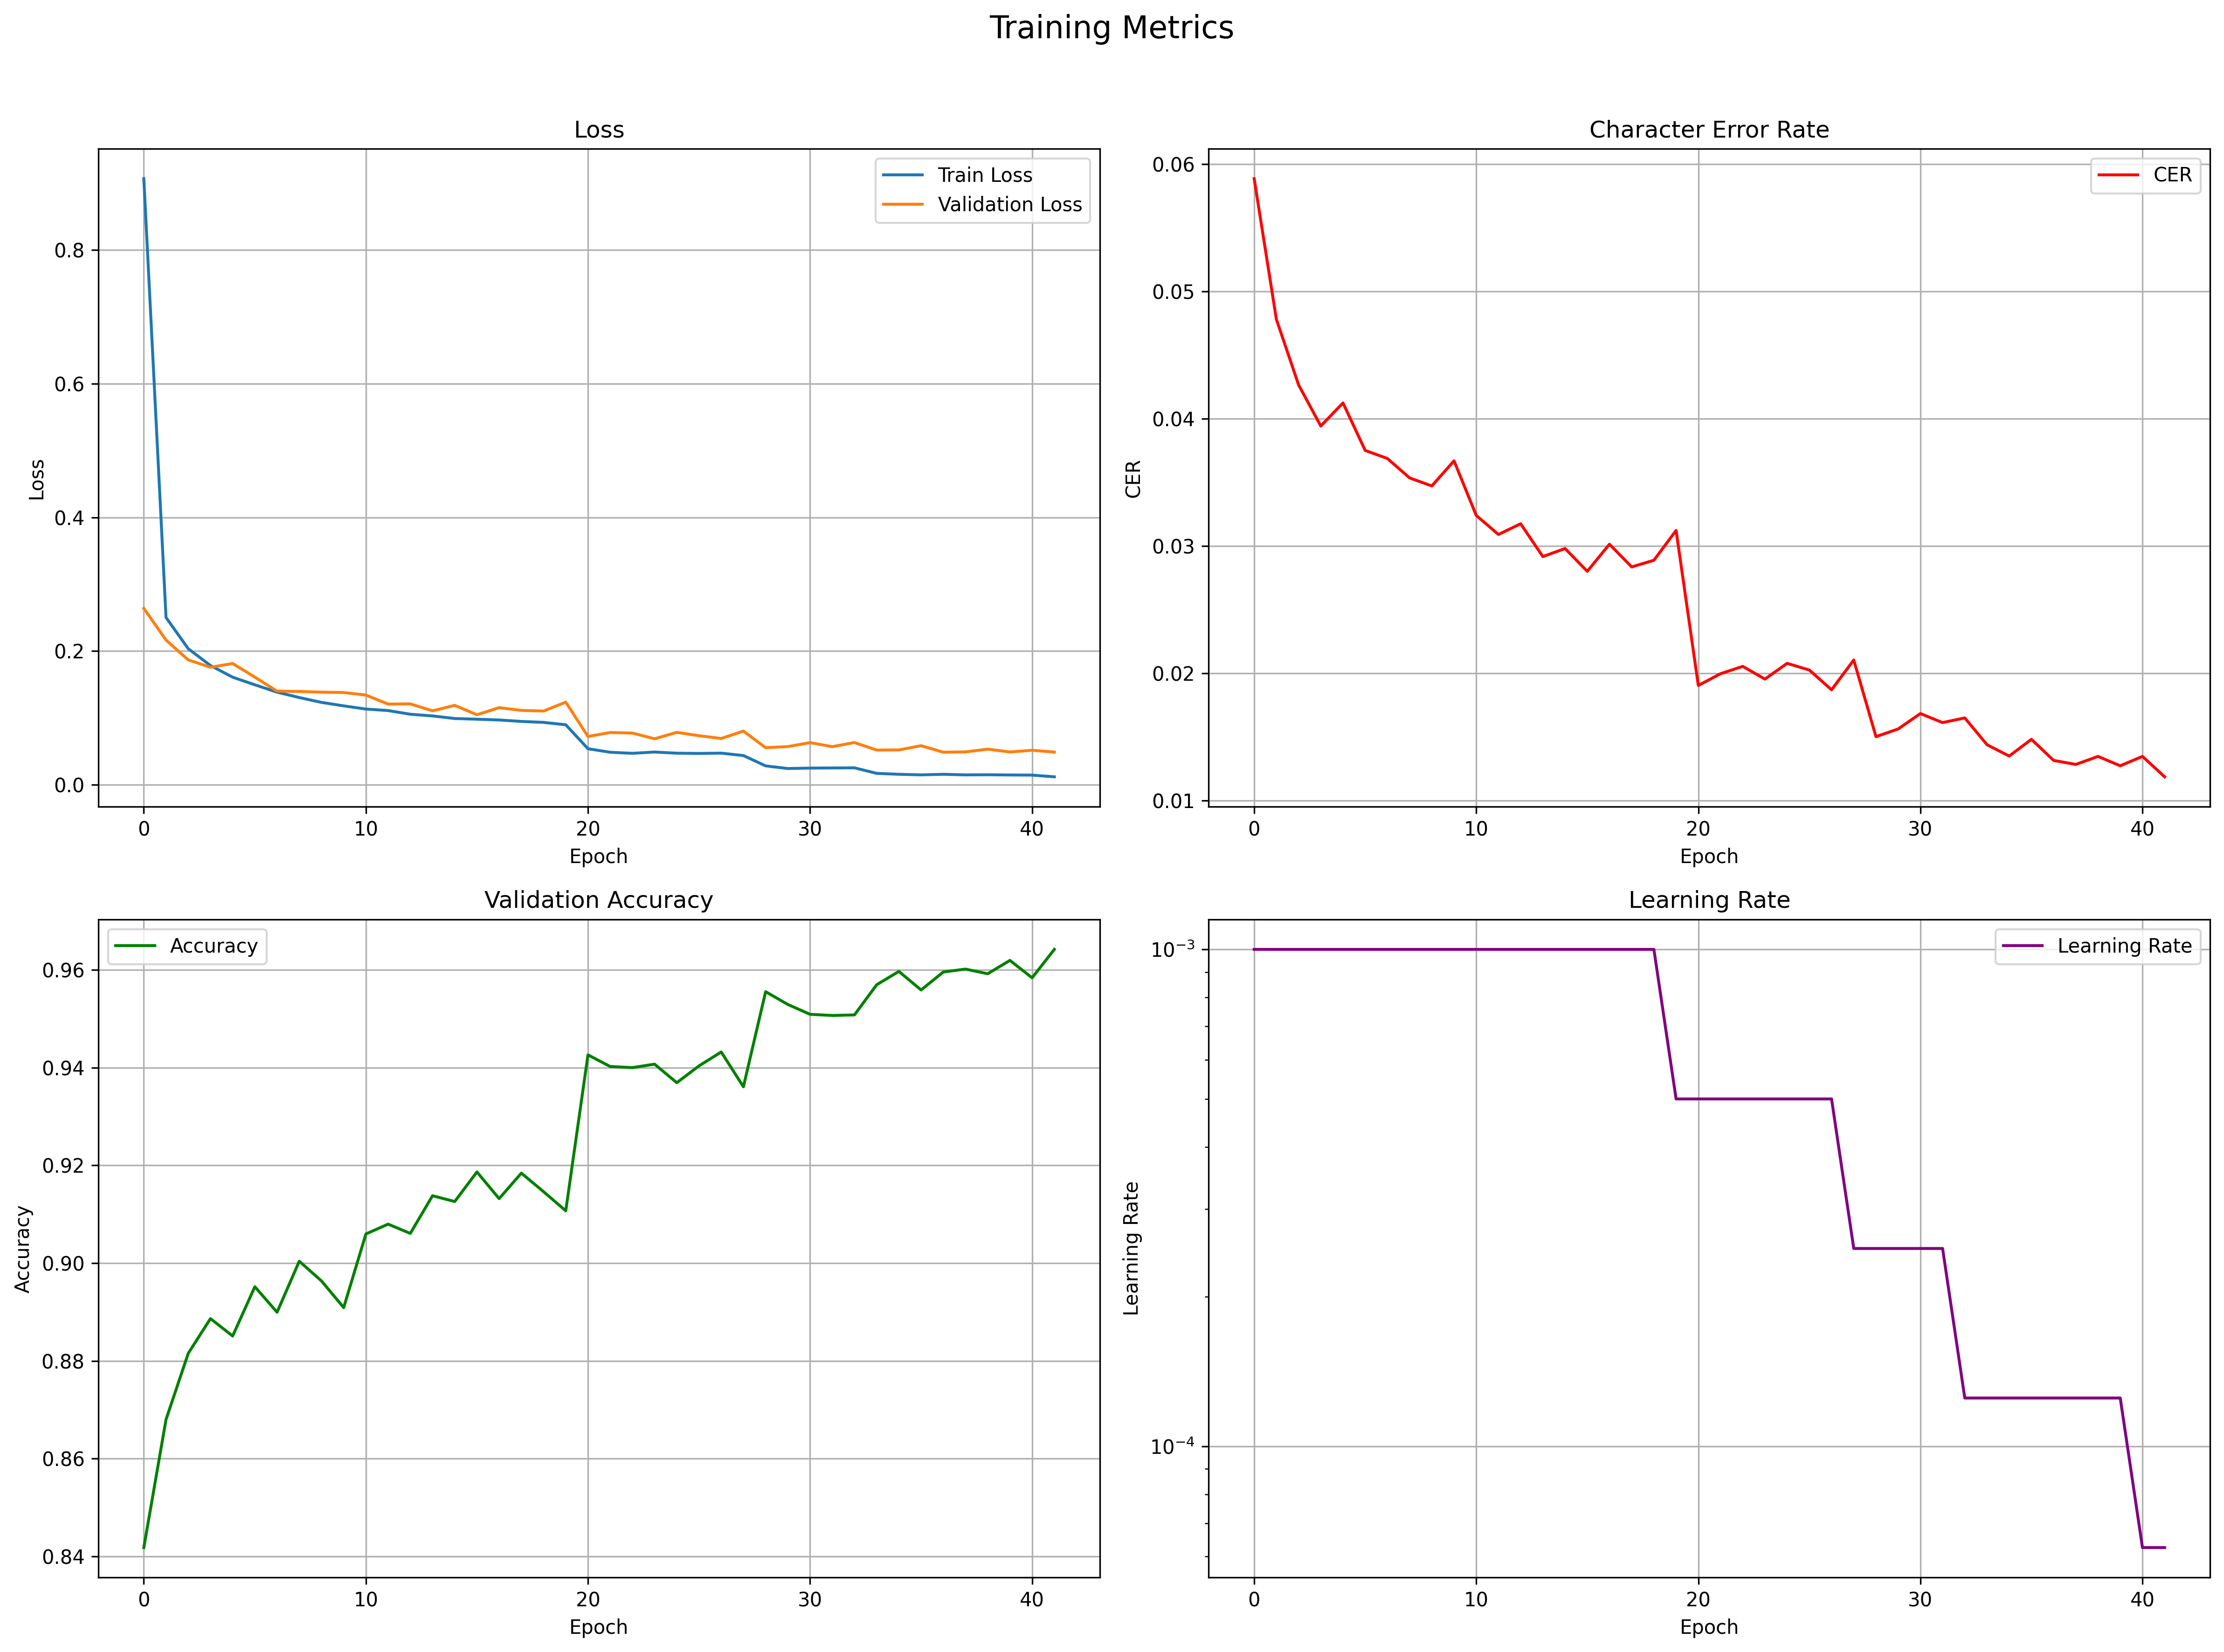 Training Metrics
Loss
Train Loss
Validation Loss
0.8
0.6
0.4
0.2
0.0
Loss
0 10 20 30 40
Epoch
Character Error Rate
CER
0.06
0.05
0.04
0.03
0.02
0.01
CER
0 10 20 30 40
Epoch
Validation Accuracy
Accuracy
0.96
0.94
0.92
0.90
0.88
0.86
0.84
Accuracy
0 10 20 30 40
Epoch
Learning Rate
Learning Rate
10⁻³
10⁻⁴
Learning Rate
0 10 20 30 40
Epoch